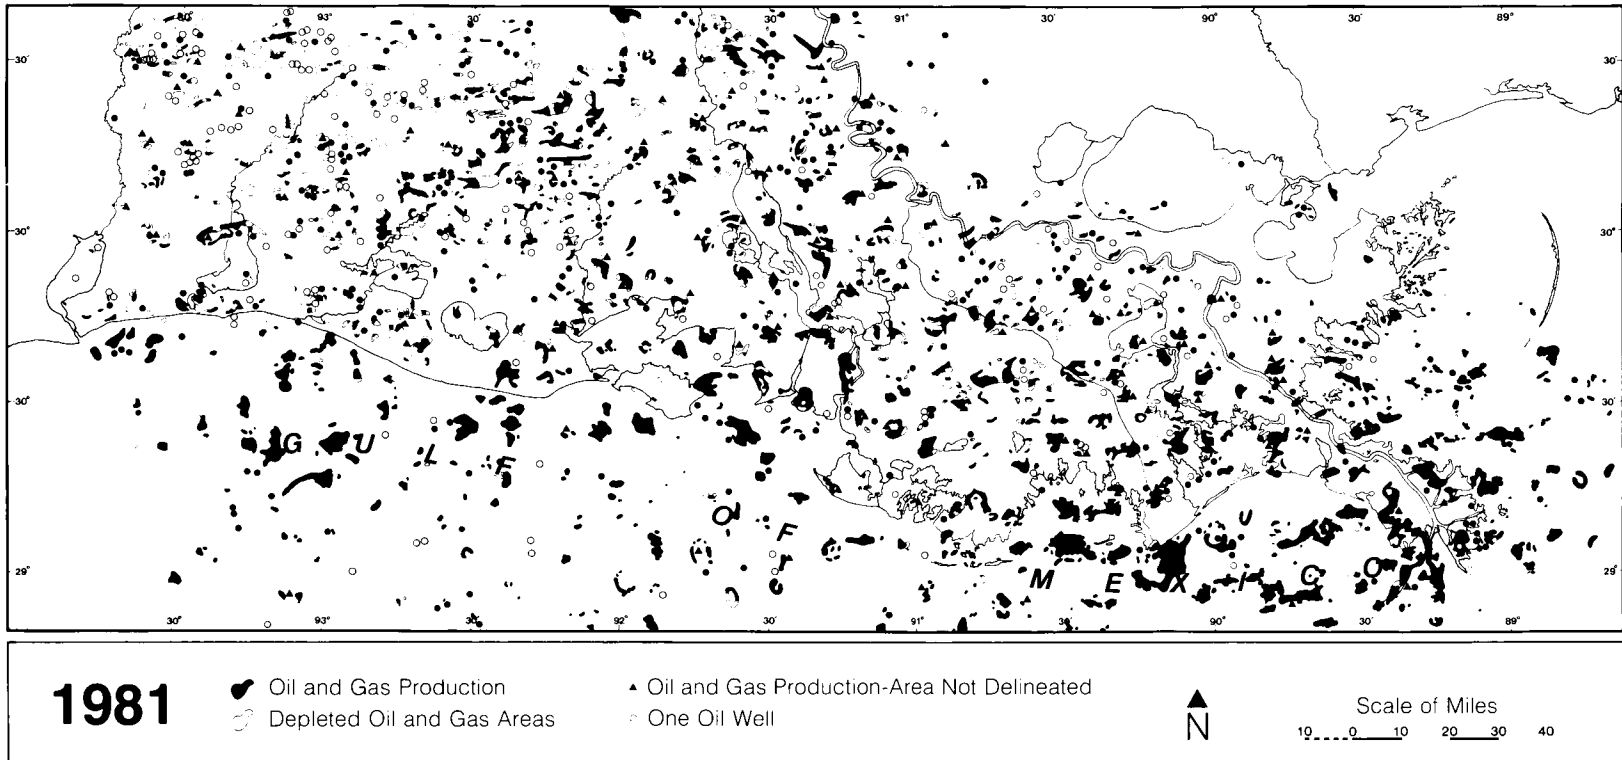 30' 93° 30' 30' 91° 30' 90° 30' 89°
30' 30'
30° 30°
30° 30'
G U L F
O F
M E X I C O
29° 29°
30' 93° 30' 92° 30' 91° 30' 90° 30' 89°
1981
Oil and Gas Production
Depleted Oil and Gas Areas
Oil and Gas Production-Area Not Delineated
One Oil Well
N
Scale of Miles
10 0 10 20 30 40